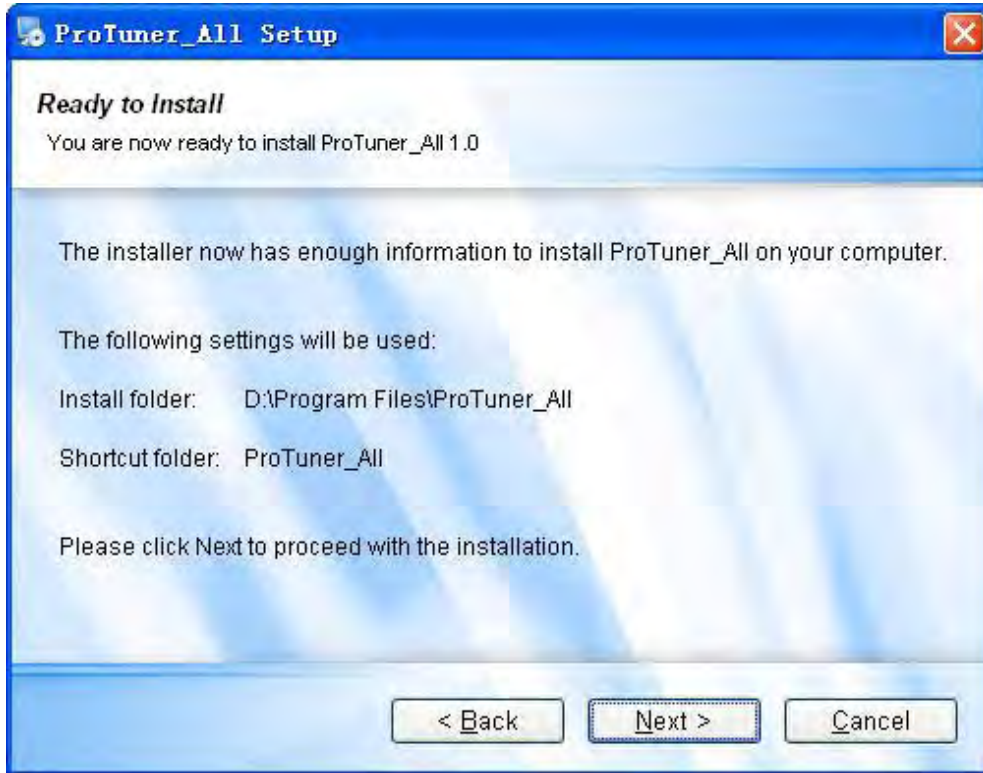 ProTuner_All Setup
Ready to Install
You are now ready to install ProTuner_All 1.0
The installer now has enough information to install ProTuner_All on your computer.
The following settings will be used:
Install folder: D:\Program Files\ProTuner_All
Shortcut folder: ProTuner_All
Please click Next to proceed with the installation.
< Back Next > Cancel